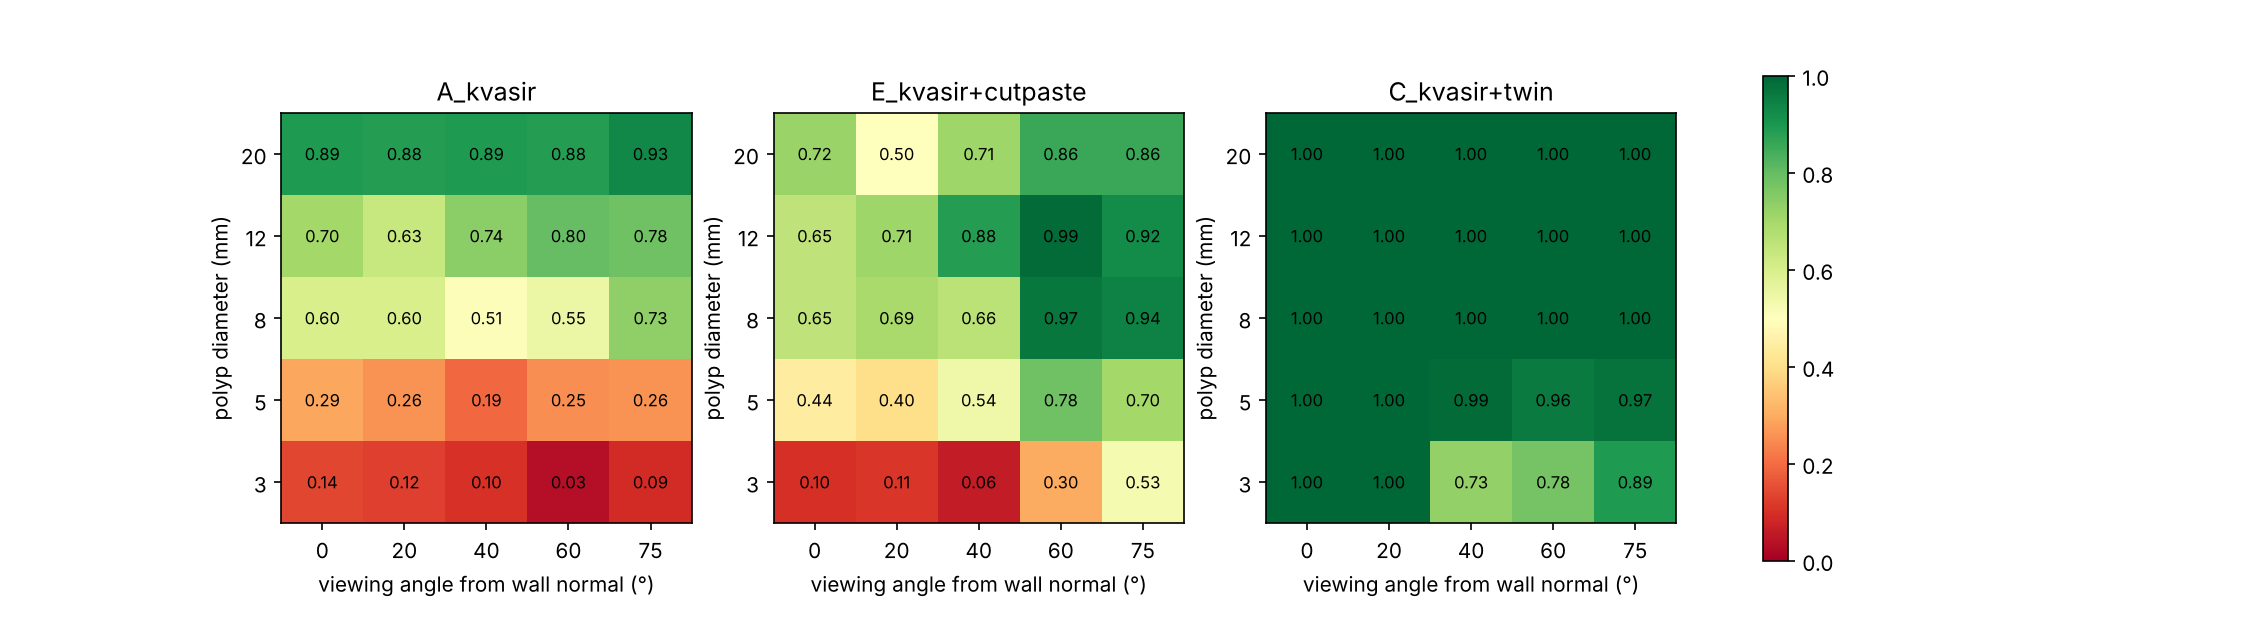 A_kvasir
20 0.89 0.88 0.89 0.88 0.93
12 0.70 0.63 0.74 0.80 0.78
8 0.60 0.60 0.51 0.55 0.73
5 0.29 0.26 0.19 0.25 0.26
3 0.14 0.12 0.10 0.03 0.09
0 20 40 60 75
polyp diameter (mm)
viewing angle from wall normal (°)
E_kvasir+cutpaste
20 0.72 0.50 0.71 0.86 0.86
12 0.65 0.71 0.88 0.99 0.92
8 0.65 0.69 0.66 0.97 0.94
5 0.44 0.40 0.54 0.78 0.70
3 0.10 0.11 0.06 0.30 0.53
0 20 40 60 75
polyp diameter (mm)
viewing angle from wall normal (°)
C_kvasir+twin
20 1.00 1.00 1.00 1.00 1.00
12 1.00 1.00 1.00 1.00 1.00
8 1.00 1.00 1.00 1.00 1.00
5 1.00 1.00 0.99 0.96 0.97
3 1.00 1.00 0.73 0.78 0.89
0 20 40 60 75
polyp diameter (mm)
viewing angle from wall normal (°)
1.0
0.8
0.6
0.4
0.2
0.0